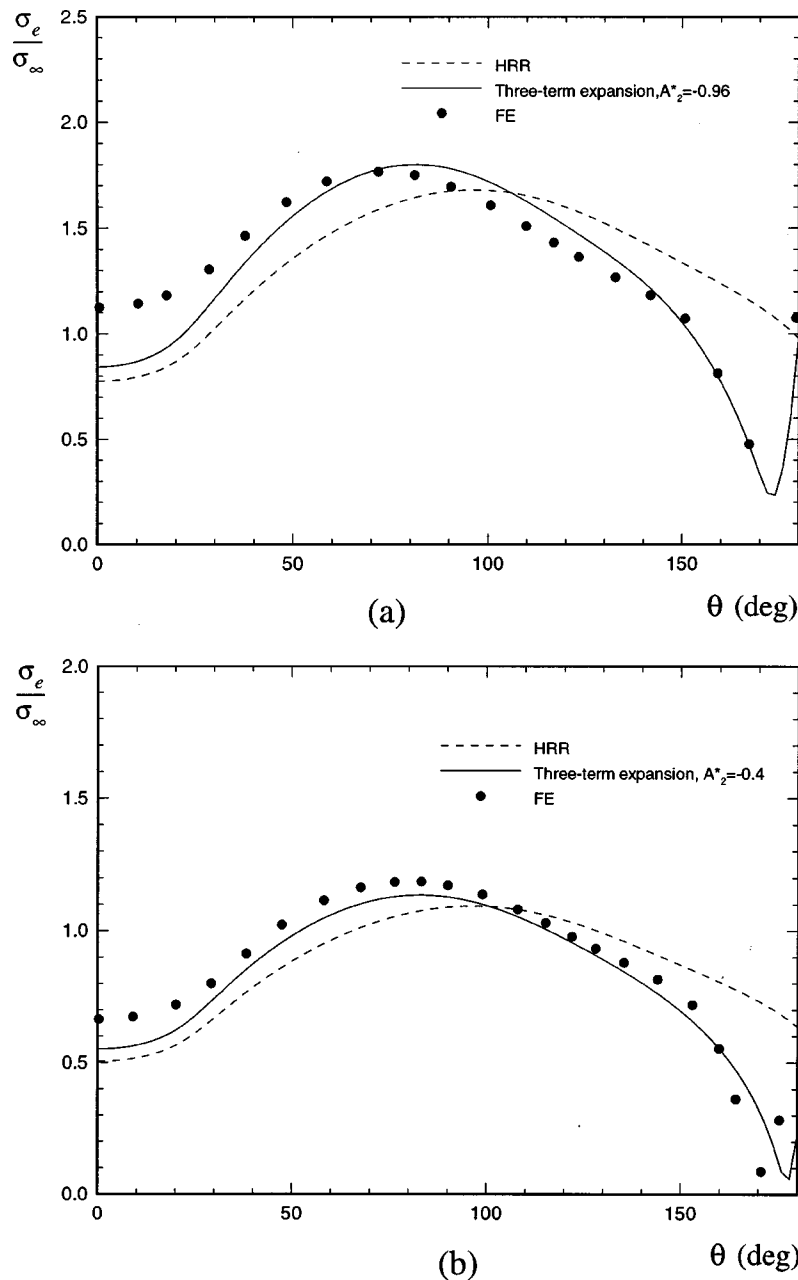 σe
σ∞
2.5
2.0
1.5
1.0
0.5
0.0
HRR
Three-term expansion,A*2=-0.96
FE
0
50
100
150
θ (deg)
(a)
σe
σ∞
2.0
1.5
1.0
0.5
0.0
HRR
Three-term expansion, A*2=-0.4
FE
0
50
100
150
θ (deg)
(b)